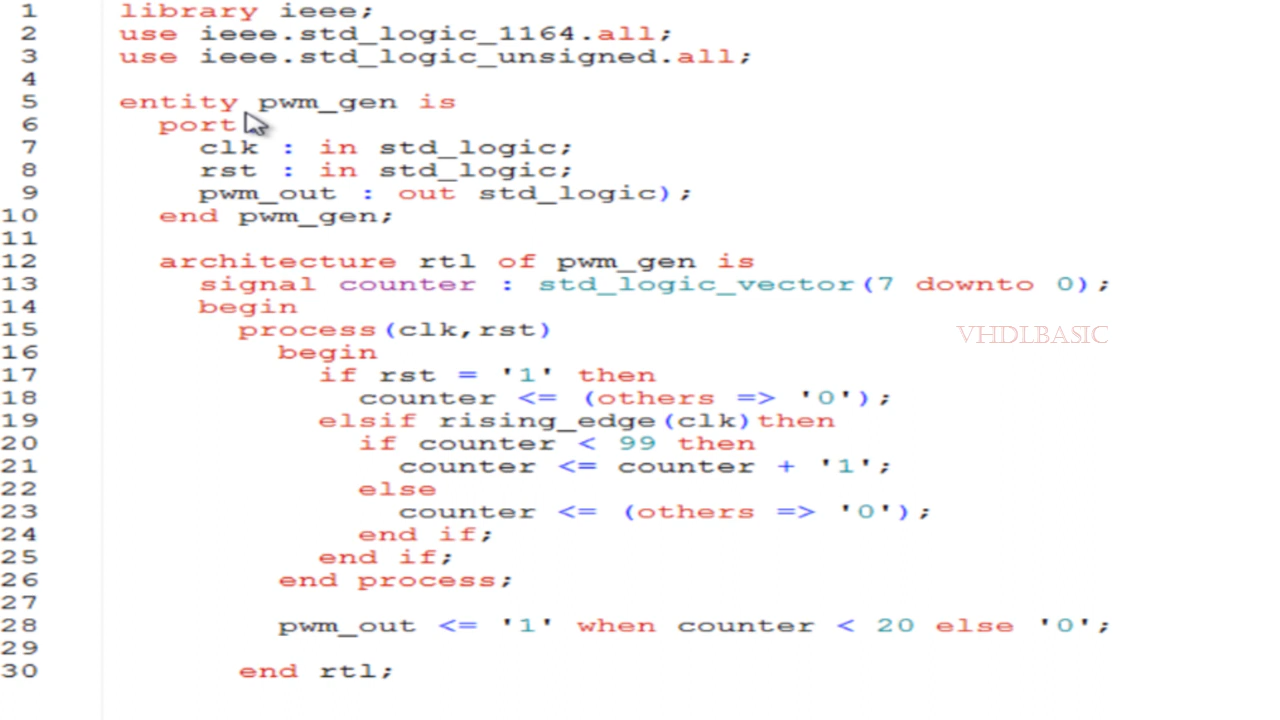 1 library ieee;
2 use ieee.std_logic_1164.all;
3 use ieee.std_logic_unsigned.all;
4
5 entity pwm_gen is
6 port
7 clk : in std_logic;
8 rst : in std_logic;
9 pwm_out : out std_logic);
10 end pwm_gen;
11
12 architecture rtl of pwm_gen is
13 signal counter : std_logic_vector(7 downto 0);
14 begin
15 process(clk,rst)
VHDLBASIC
16 begin
17 if rst = '1' then
18 counter <= (others => '0');
19 elsif rising_edge(clk)then
20 if counter < 99 then
21 counter <= counter + '1';
22 else
23 counter <= (others => '0');
24 end if;
25 end if;
26 end process;
27
28 pwm_out <= '1' when counter < 20 else '0';
29
30 end rtl;